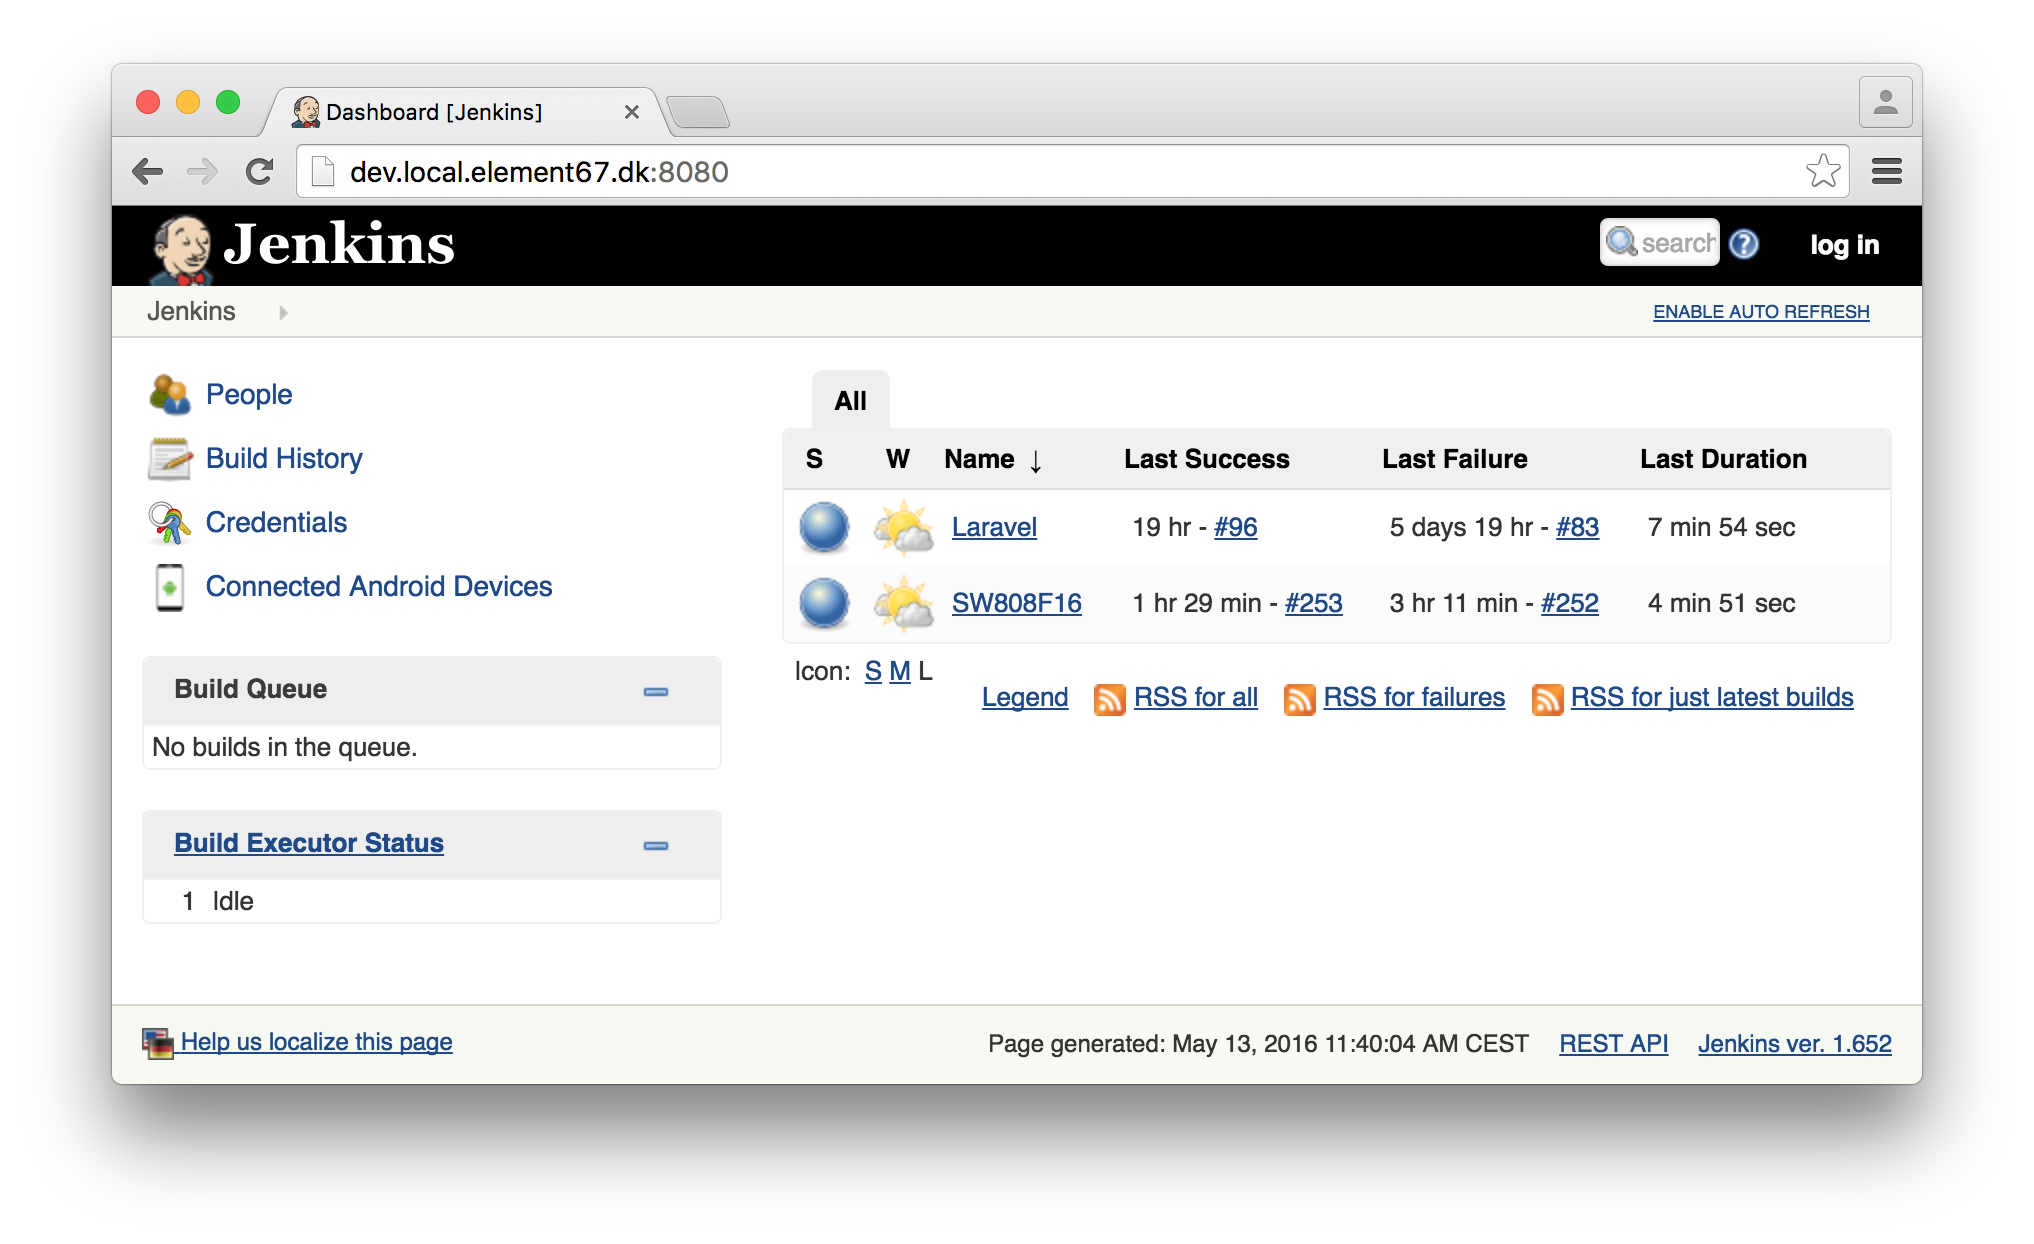 Dashboard [Jenkins]
dev.local.element67.dk:8080
Jenkins
search
log in
Jenkins
ENABLE AUTO REFRESH
People
Build History
Credentials
Connected Android Devices
Build Queue
No builds in the queue.
Build Executor Status
1 Idle
All
S W Name ↓ Last Success Last Failure Last Duration
Laravel 19 hr - #96 5 days 19 hr - #83 7 min 54 sec
SW808F16 1 hr 29 min - #253 3 hr 11 min - #252 4 min 51 sec
Icon: S M L
Legend RSS for all RSS for failures RSS for just latest builds
Help us localize this page
Page generated: May 13, 2016 11:40:04 AM CEST REST API Jenkins ver. 1.652